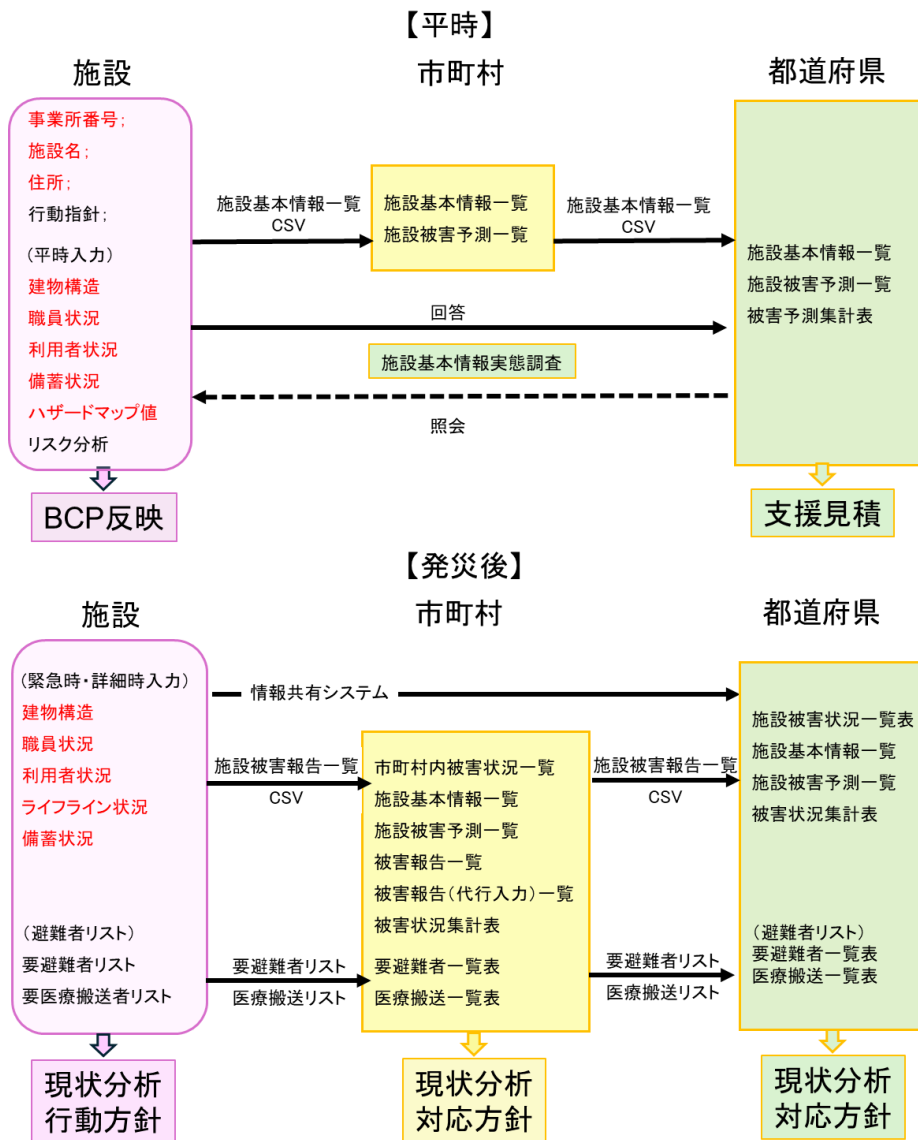 【平時】
施設
市町村
都道府県
事業所番号;
施設名;
住所;
行動指針;
(平時入力)
建物構造
職員状況
利用者状況
備蓄状況
ハザードマップ値
リスク分析
BCP反映
施設基本情報一覧
CSV
施設基本情報一覧
施設被害予測一覧
施設基本情報一覧
CSV
回答
施設基本情報実態調査
照会
施設基本情報一覧
施設被害予測一覧
被害予測集計表
支援見積
【発災後】
施設
市町村
都道府県
(緊急時・詳細時入力)
建物構造
職員状況
利用者状況
ライフライン状況
備蓄状況
(避難者リスト)
要避難者リスト
要医療搬送者リスト
現状分析
行動方針
情報共有システム
施設被害報告一覧
CSV
要避難者リスト
医療搬送リスト
市町村内被害状況一覧
施設基本情報一覧
施設被害予測一覧
被害報告一覧
被害報告(代行入力)一覧
被害状況集計表
要避難者一覧表
医療搬送一覧表
現状分析
対応方針
施設被害報告一覧
CSV
要避難者リスト
医療搬送リスト
施設被害状況一覧表
施設基本情報一覧
施設被害予測一覧
被害状況集計表
(避難者リスト)
要避難者一覧表
医療搬送一覧表
現状分析
対応方針